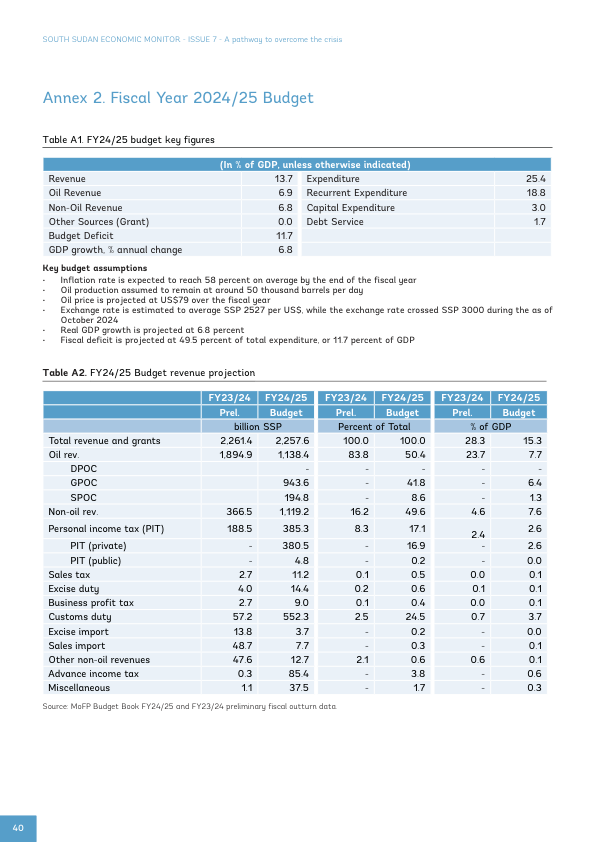 SOUTH SUDAN ECONOMIC MONITOR - ISSUE 7 - A pathway to overcome the crisis
Annex 2. Fiscal Year 2024/25 Budget
Table A1. FY24/25 budget key figures
(In % of GDP, unless otherwise indicated)
Revenue 13.7 Expenditure 25.4
Oil Revenue 6.9 Recurrent Expenditure 18.8
Non-Oil Revenue 6.8 Capital Expenditure 3.0
Other Sources (Grant) 0.0 Debt Service 1.7
Budget Deficit 11.7
GDP growth, % annual change 6.8
Key budget assumptions
- Inflation rate is expected to reach 58 percent on average by the end of the fiscal year
- Oil production assumed to remain at around 50 thousand barrels per day
- Oil price is projected at US$79 over the fiscal year
- Exchange rate is estimated to average SSP 2527 per US$, while the exchange rate crossed SSP 3000 during the as of
October 2024
- Real GDP growth is projected at 6.8 percent
- Fiscal deficit is projected at 49.5 percent of total expenditure, or 11.7 percent of GDP
Table A2. FY24/25 Budget revenue projection
FY23/24 FY24/25 FY23/24 FY24/25 FY23/24 FY24/25
Prel. Budget Prel. Budget Prel. Budget
billion SSP Percent of Total % of GDP
Total revenue and grants 2,261.4 2,257.6 100.0 100.0 28.3 15.3
Oil rev. 1,894.9 1,138.4 83.8 50.4 23.7 7.7
DPOC - - - - -
GPOC 943.6 - 41.8 - 6.4
SPOC 194.8 - 8.6 - 1.3
Non-oil rev. 366.5 1,119.2 16.2 49.6 4.6 7.6
Personal income tax (PIT) 188.5 385.3 8.3 17.1 2.4 2.6
PIT (private) - 380.5 - 16.9 - 2.6
PIT (public) - 4.8 - 0.2 - 0.0
Sales tax 2.7 11.2 0.1 0.5 0.0 0.1
Excise duty 4.0 14.4 0.2 0.6 0.1 0.1
Business profit tax 2.7 9.0 0.1 0.4 0.0 0.1
Customs duty 57.2 552.3 2.5 24.5 0.7 3.7
Excise import 13.8 3.7 - 0.2 - 0.0
Sales import 48.7 7.7 - 0.3 - 0.1
Other non-oil revenues 47.6 12.7 2.1 0.6 0.6 0.1
Advance income tax 0.3 85.4 - 3.8 - 0.6
Miscellaneous 1.1 37.5 - 1.7 - 0.3
Source: MoFP Budget Book FY24/25 and FY23/24 preliminary fiscal outturn data.
40